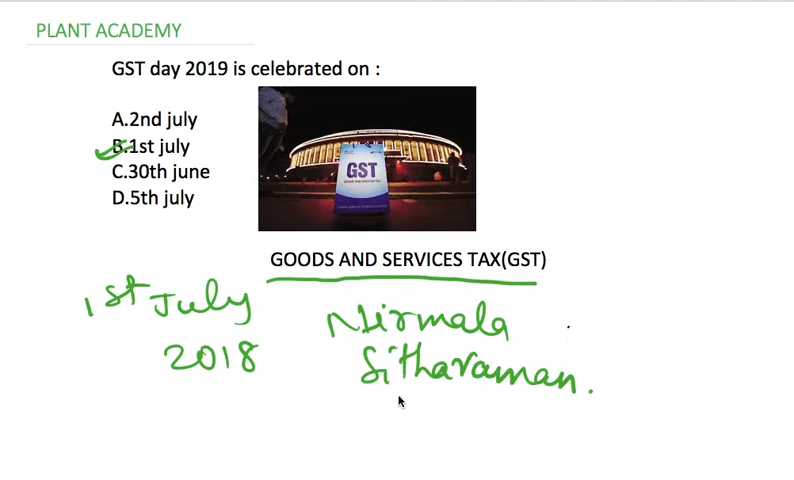 PLANT ACADEMY
GST day 2019 is celebrated on :
A.2nd july
B.1st july
C.30th june
D.5th july
GST
GOODS AND SERVICES TAX(GST)
1st July
2018
Nirmala
Sitharaman.